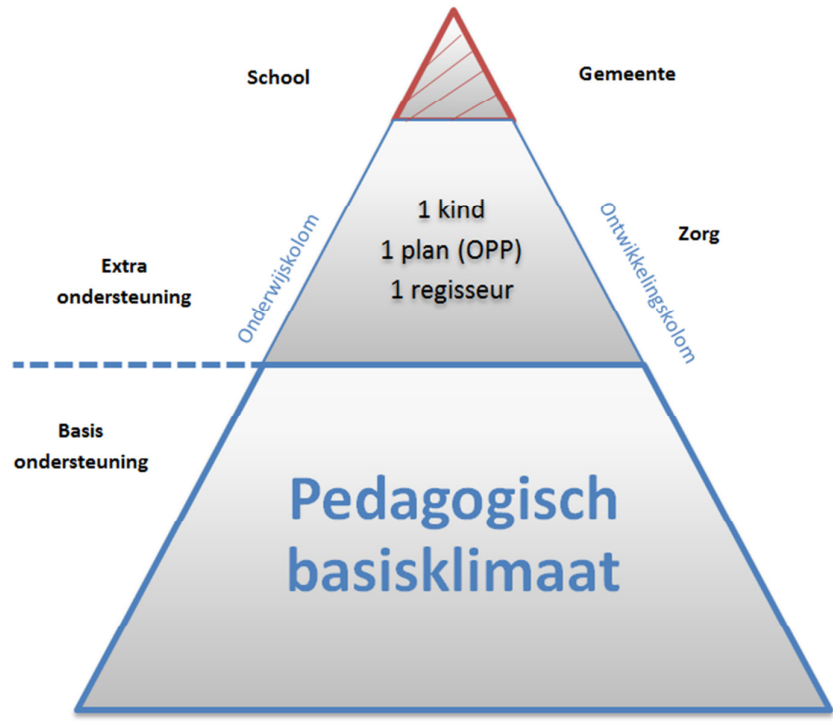 School
Gemeente
1 kind
1 plan (OPP)
1 regisseur
Onderwijskolom
Ontwikkelingskolom
Zorg
Extra
ondersteuning
Basis
ondersteuning
Pedagogisch
basisklimaat